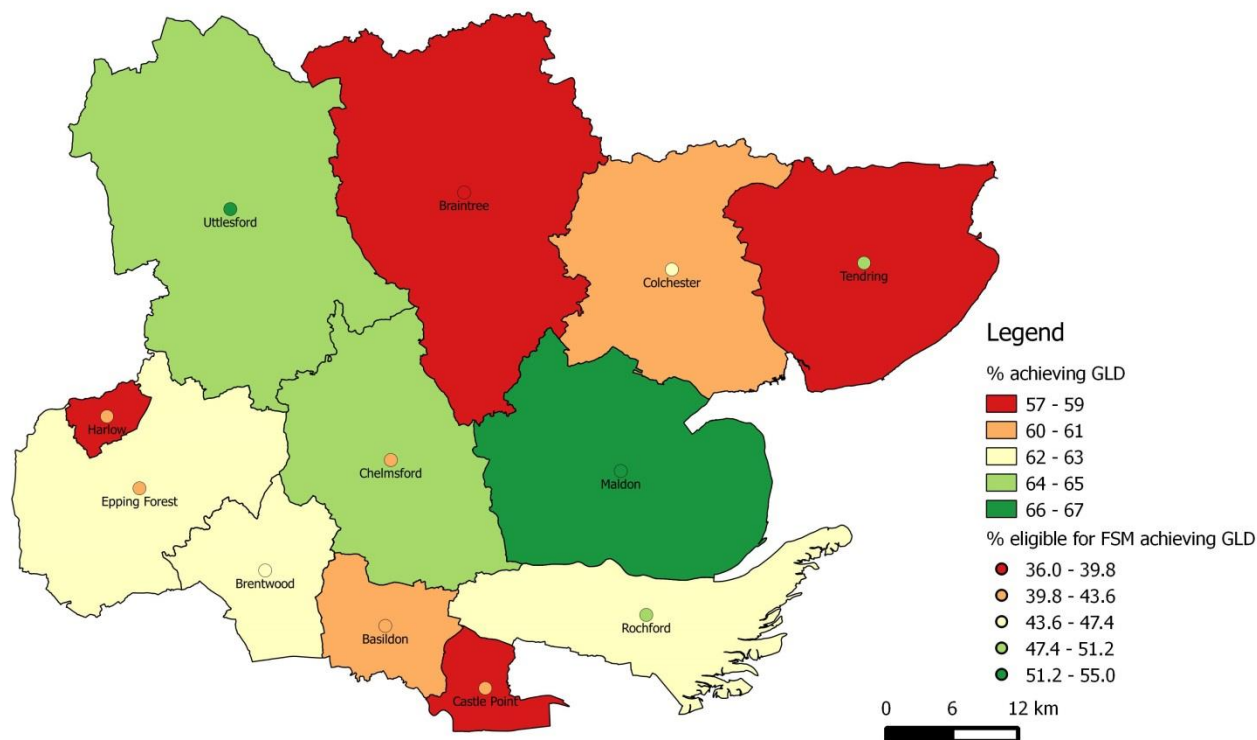 Uttlesford
Braintree
Colchester
Tendring
Harlow
Epping Forest
Chelmsford
Maldon
Brentwood
Basildon
Rochford
Castle Point
Legend
% achieving GLD
57 - 59
60 - 61
62 - 63
64 - 65
66 - 67
% eligible for FSM achieving GLD
36.0 - 39.8
39.8 - 43.6
43.6 - 47.4
47.4 - 51.2
51.2 - 55.0
0 6 12 km